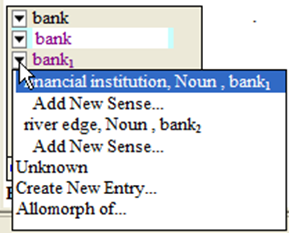 bank
bank
bank₁
financial institution, Noun , bank₁
Add New Sense...
river edge, Noun , bank₂
Add New Sense...
Unknown
Create New Entry...
Allomorph of...